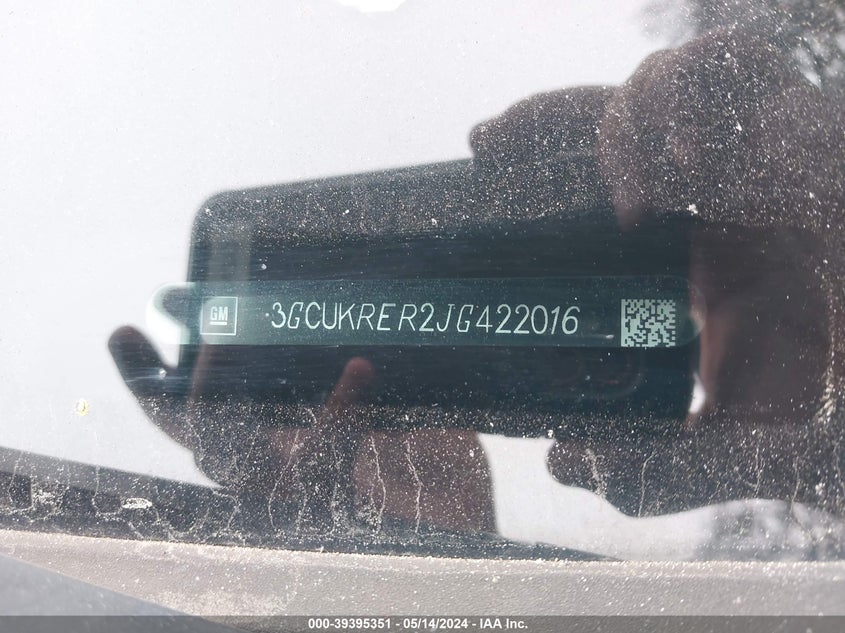 GM 3GCUKRER2JG422016
000-39395351 - 05/14/2024 - IAA Inc.